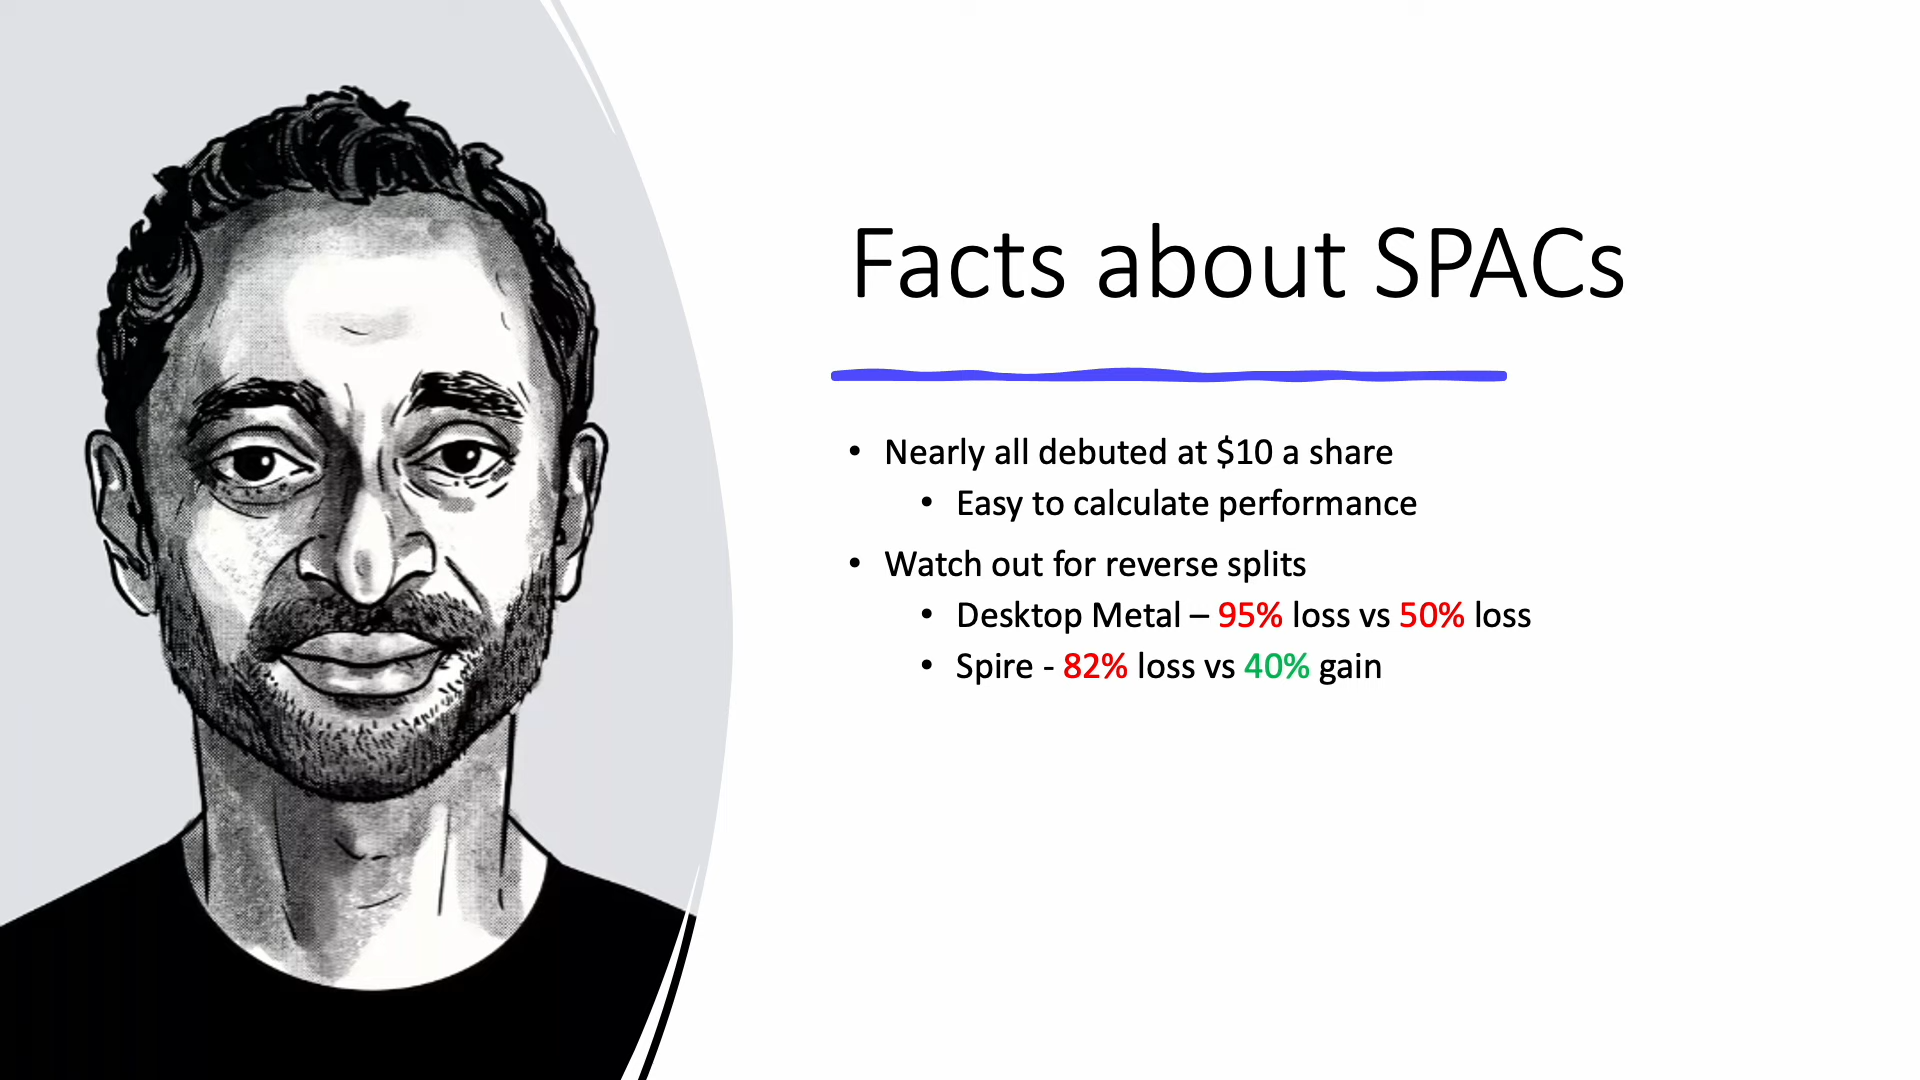 Facts about SPACs
• Nearly all debuted at $10 a share
• Easy to calculate performance
• Watch out for reverse splits
• Desktop Metal – 95% loss vs 50% loss
• Spire - 82% loss vs 40% gain